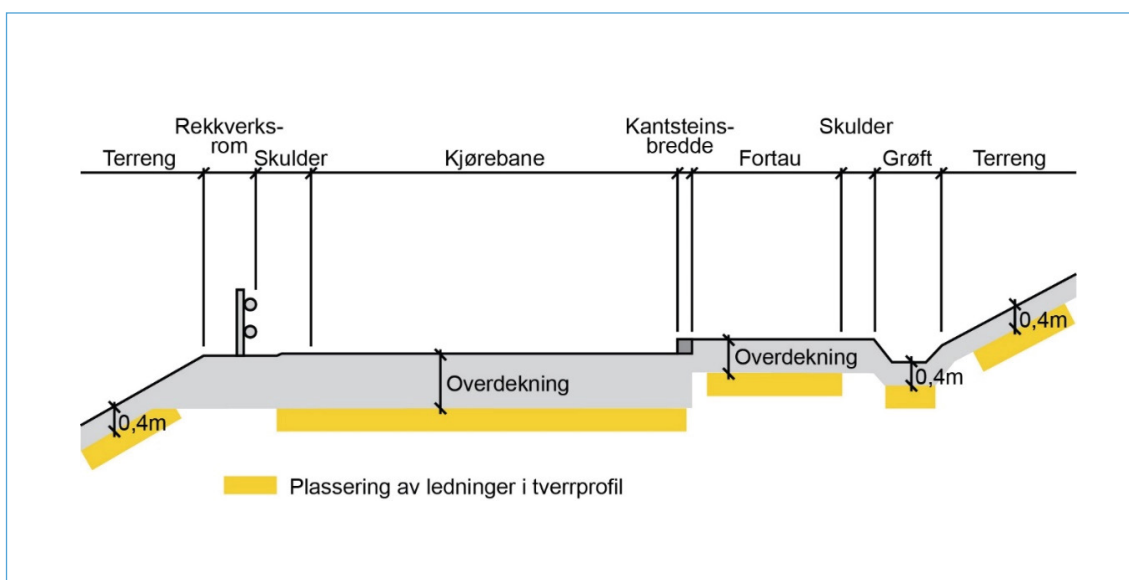 Rekkverks-
rom
Kantsteins-
bredde
Skulder
Terreng
Skulder
Kjørebane
Fortau
Grøft
Terreng
0,4m
Overdekning
Overdekning
0,4m
0,4m
Plassering av ledninger i tverrprofil